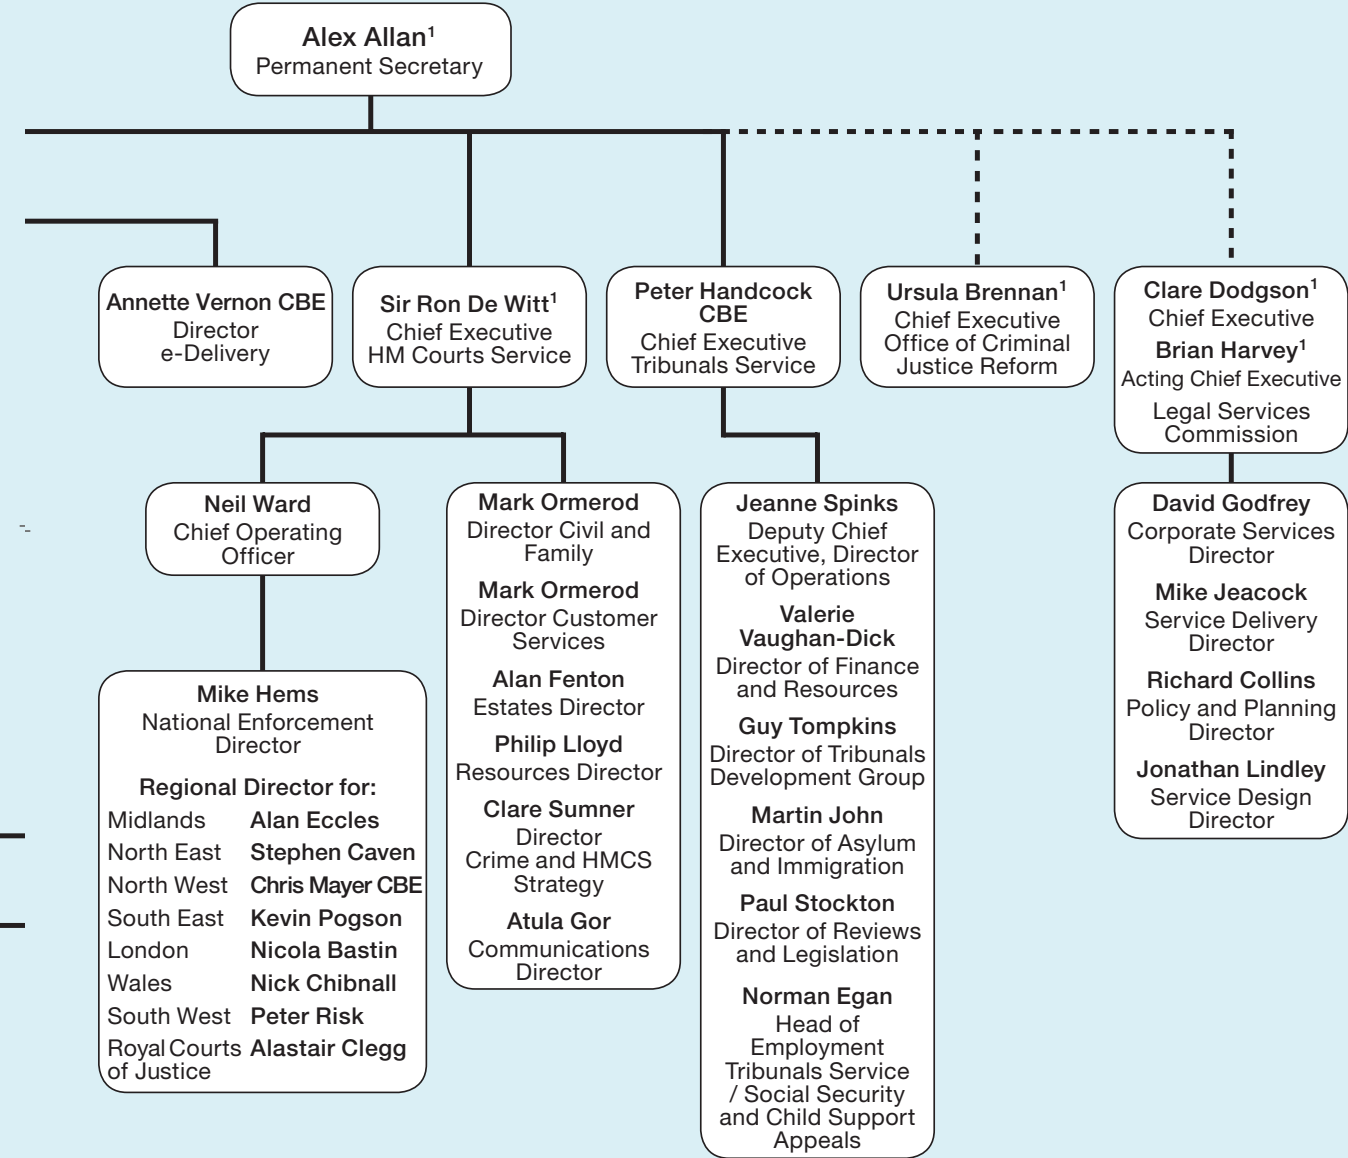 Alex Allan¹
Permanent Secretary
Annette Vernon CBE
Director
e-Delivery
Sir Ron De Witt¹
Chief Executive
HM Courts Service
Peter Handcock
CBE
Chief Executive
Tribunals Service
Ursula Brennan¹
Chief Executive
Office of Criminal
Justice Reform
Clare Dodgson¹
Chief Executive
Brian Harvey¹
Acting Chief Executive
Legal Services
Commission
Neil Ward
Chief Operating
Officer
Mike Hems
National Enforcement
Director
Regional Director for:
Midlands Alan Eccles
North East Stephen Caven
North West Chris Mayer CBE
South East Kevin Pogson
London Nicola Bastin
Wales Nick Chibnall
South West Peter Risk
Royal Courts Alastair Clegg
of Justice
Mark Ormerod
Director Civil and
Family
Mark Ormerod
Director Customer
Services
Alan Fenton
Estates Director
Philip Lloyd
Resources Director
Clare Sumner
Director
Crime and HMCS
Strategy
Atula Gor
Communications
Director
Jeanne Spinks
Deputy Chief
Executive, Director
of Operations
Valerie
Vaughan-Dick
Director of Finance
and Resources
Guy Tompkins
Director of Tribunals
Development Group
Martin John
Director of Asylum
and Immigration
Paul Stockton
Director of Reviews
and Legislation
Norman Egan
Head of
Employment
Tribunals Service
/ Social Security
and Child Support
Appeals
David Godfrey
Corporate Services
Director
Mike Jeacock
Service Delivery
Director
Richard Collins
Policy and Planning
Director
Jonathan Lindley
Service Design
Director